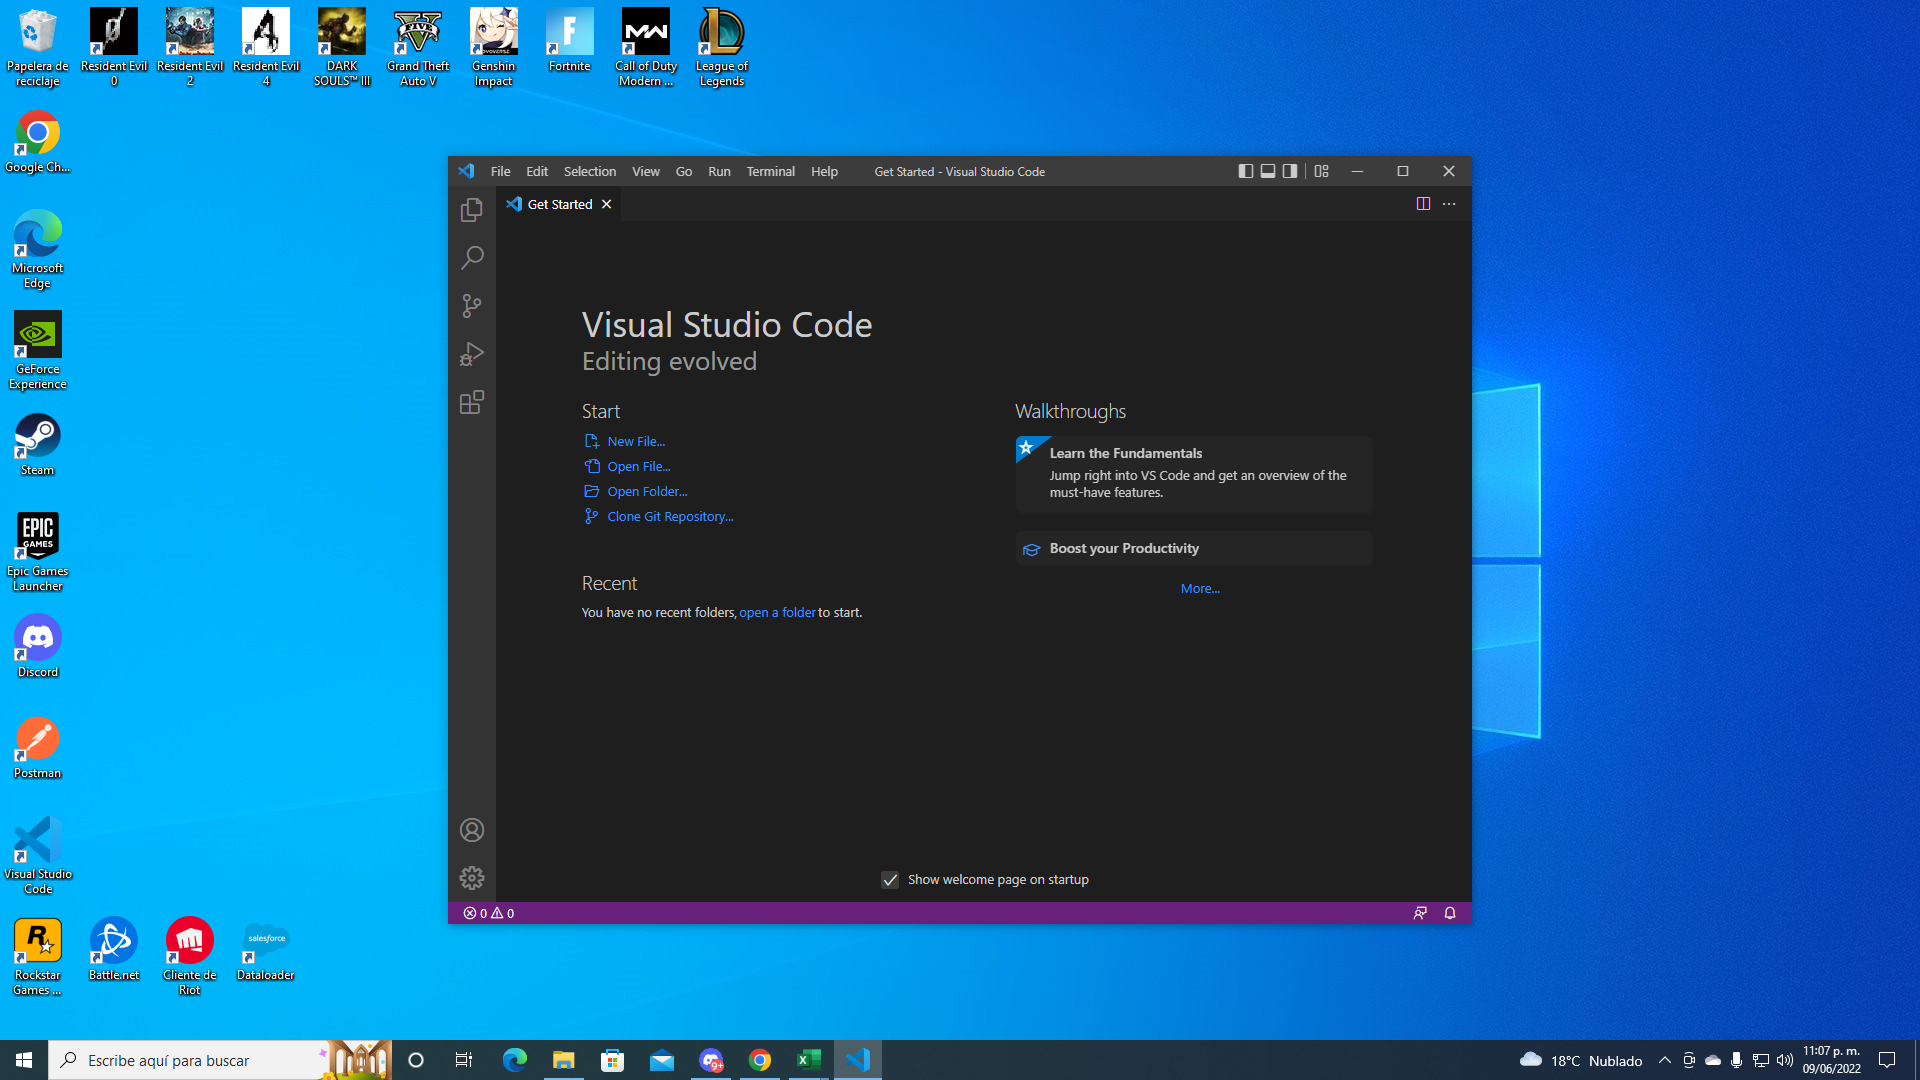 Papelera de
reciclaje
Resident Evil
0
Resident Evil
2
Resident Evil
4
DARK
SOULS™ III
Grand Theft
Auto V
Genshin
Impact
Fortnite
Call of Duty
Modern ...
League of
Legends
Google Ch...
Microsoft
Edge
GeForce
Experience
Steam
EPIC
GAMES
Epic Games
Launcher
Discord
Postman
Visual Studio
Code
Rockstar
Games ...
Battle.net
Cliente de
Riot
salesforce
Dataloader
File Edit Selection View Go Run Terminal Help
Get Started - Visual Studio Code
Get Started
Visual Studio Code
Editing evolved
Start
New File...
Open File...
Open Folder...
Clone Git Repository...
Recent
You have no recent folders, open a folder to start.
Walkthroughs
Learn the Fundamentals
Jump right into VS Code and get an overview of the
must-have features.
Boost your Productivity
More...
Show welcome page on startup
0 0
Escribe aquí para buscar
9+
18°C Nublado
11:07 p. m.
09/06/2022